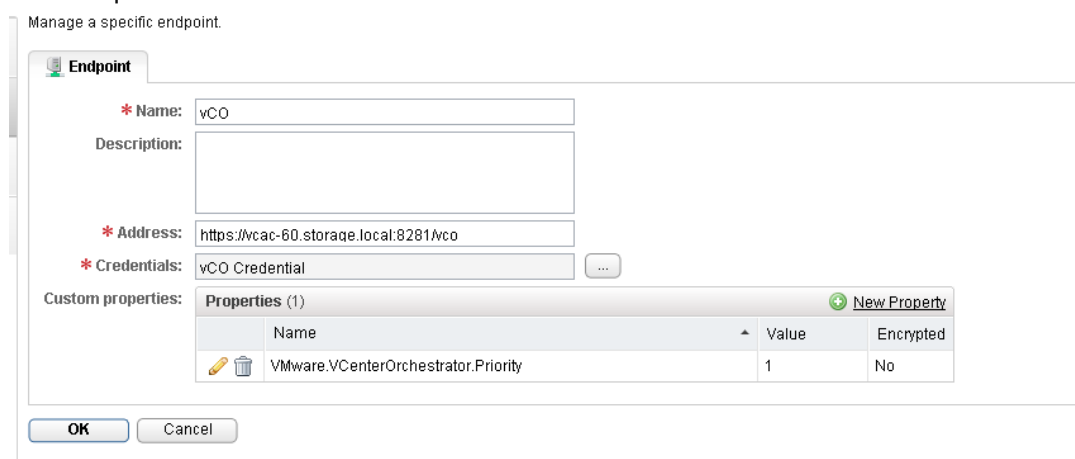 Manage a specific endpoint.
Endpoint
* Name: vCO
Description:
* Address: https://vcac-60.storage.local:8281/vco
* Credentials: vCO Credential ...
Custom properties: Properties (1) New Property
Name Value Encrypted
VMware.VCenterOrchestrator.Priority 1 No
OK Cancel